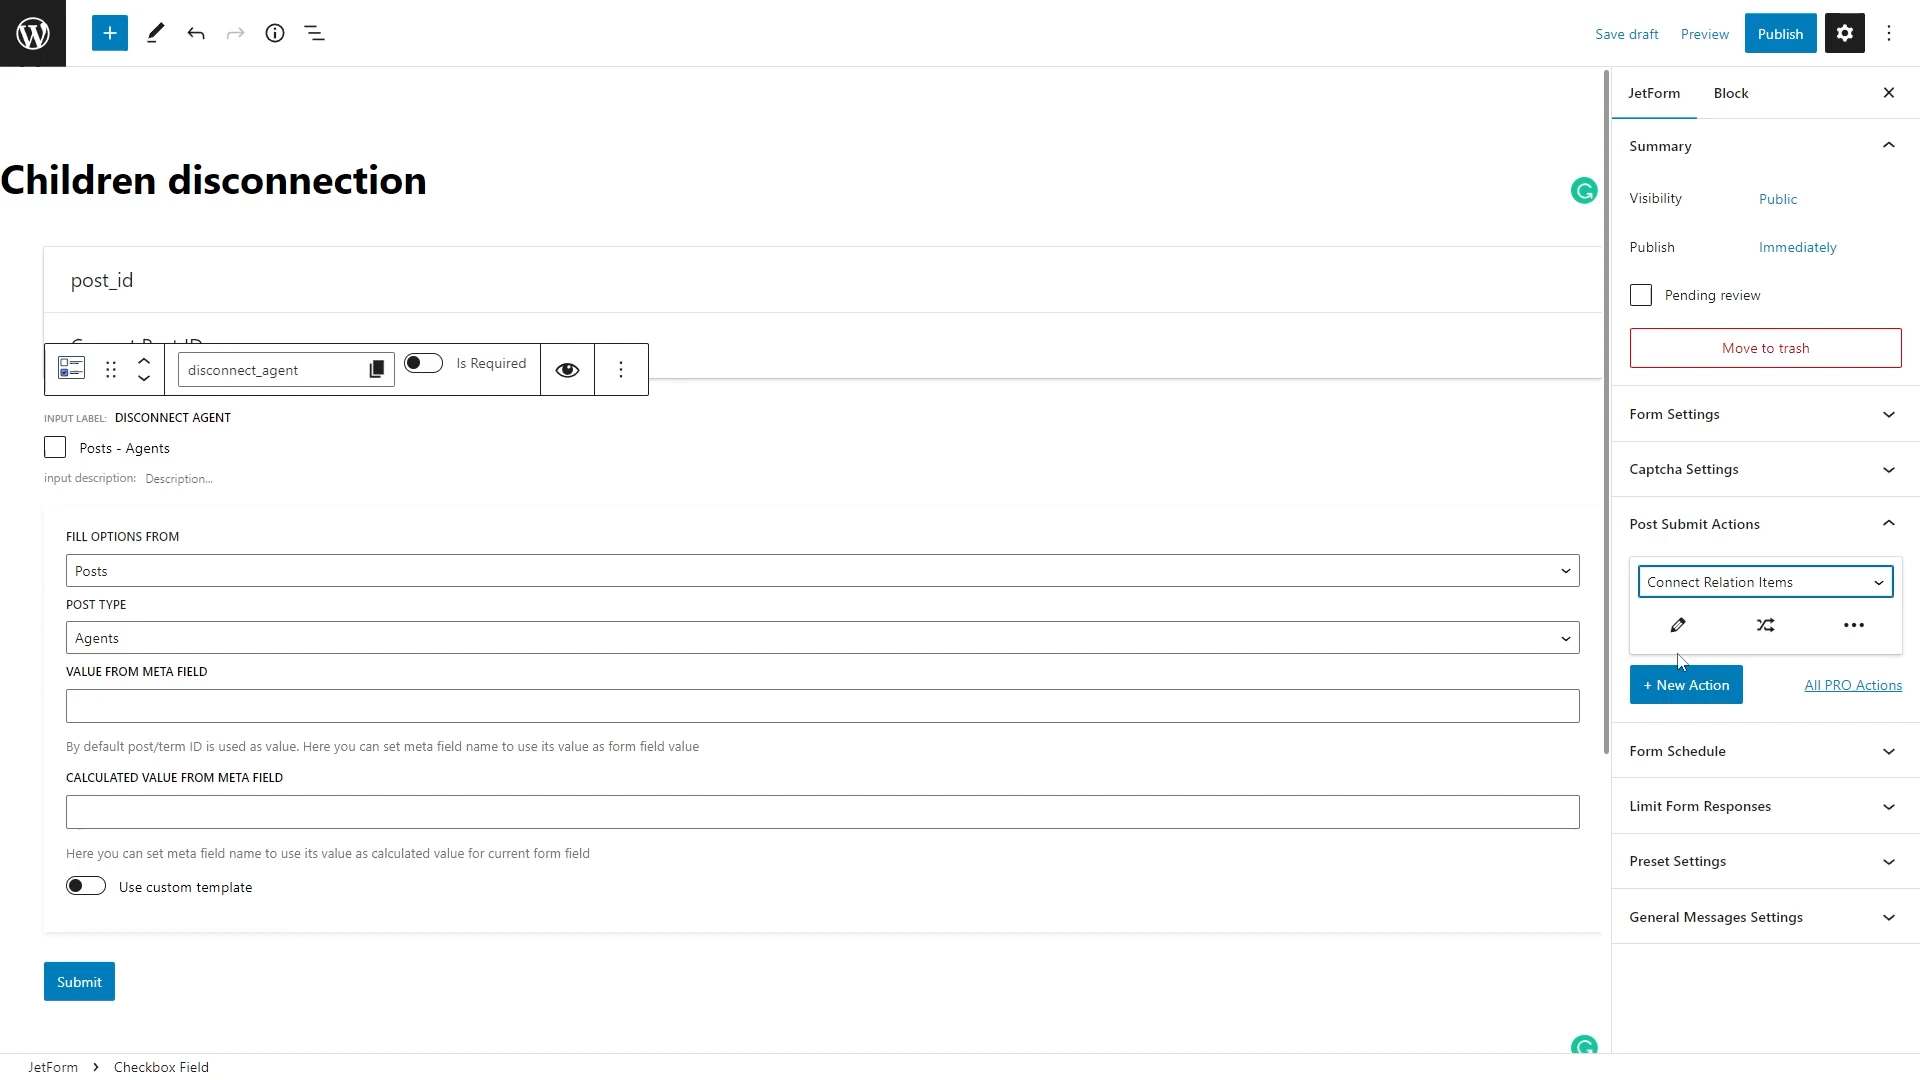 Save draft
Preview
Publish
JetForm
Block
Summary
Visibility
Public
Publish
Immediately
Pending review
Move to trash
Children disconnection
post_id
disconnect_agent
Is Required
INPUT LABEL: DISCONNECT AGENT
Posts - Agents
input description: Description...
FILL OPTIONS FROM
Posts
POST TYPE
Agents
VALUE FROM META FIELD
By default post/term ID is used as value. Here you can set meta field name to use its value as form field value
CALCULATED VALUE FROM META FIELD
Here you can set meta field name to use its value as calculated value for current form field
Use custom template
Submit
Form Settings
Captcha Settings
Post Submit Actions
Connect Relation Items
+ New Action
All PRO Actions
Form Schedule
Limit Form Responses
Preset Settings
General Messages Settings
JetForm
Checkbox Field